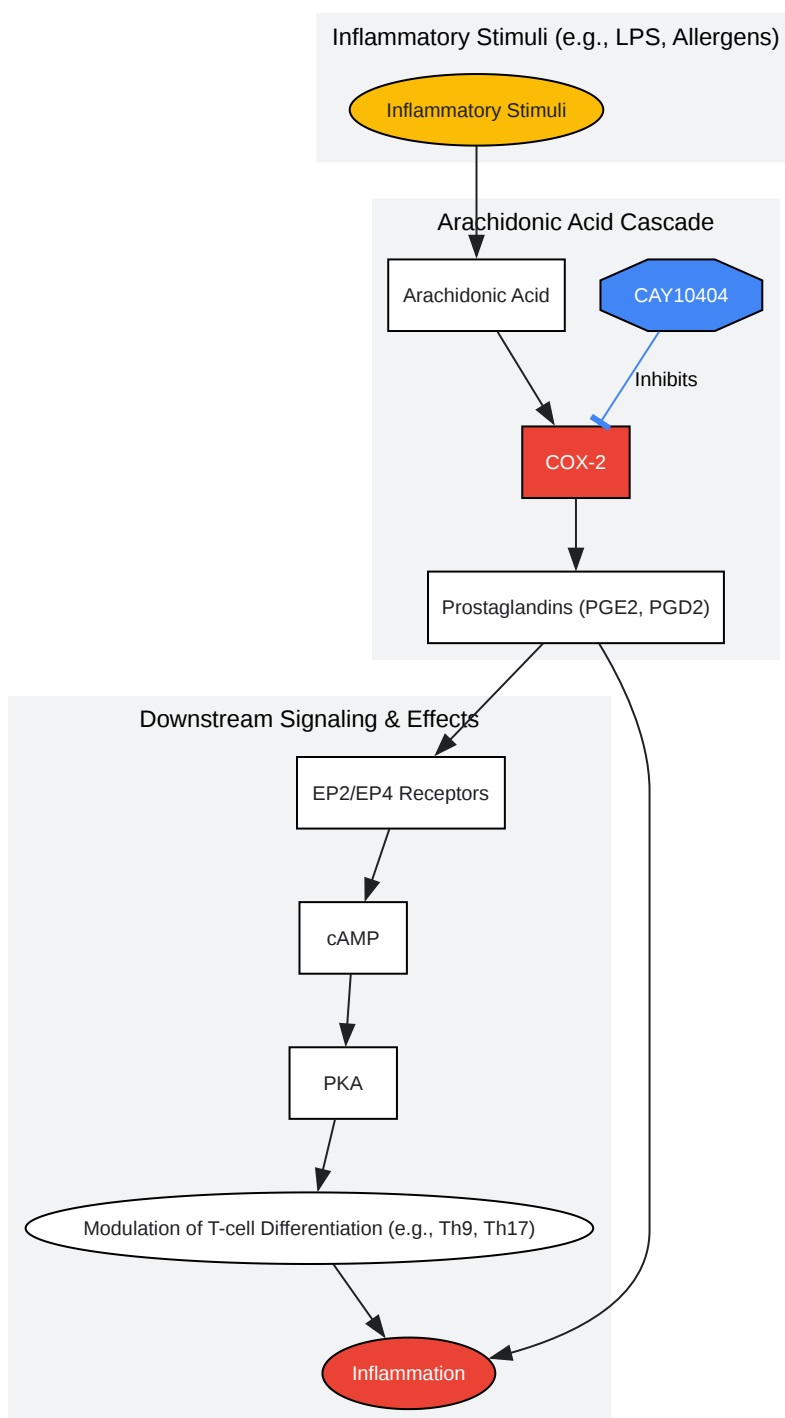 Inflammatory Stimuli (e.g., LPS, Allergens)
Inflammatory Stimuli
Arachidonic Acid Cascade
Arachidonic Acid
CAY10404
Inhibits
COX-2
Prostaglandins (PGE2, PGD2)
Downstream Signaling & Effects
EP2/EP4 Receptors
cAMP
PKA
Modulation of T-cell Differentiation (e.g., Th9, Th17)
Inflammation